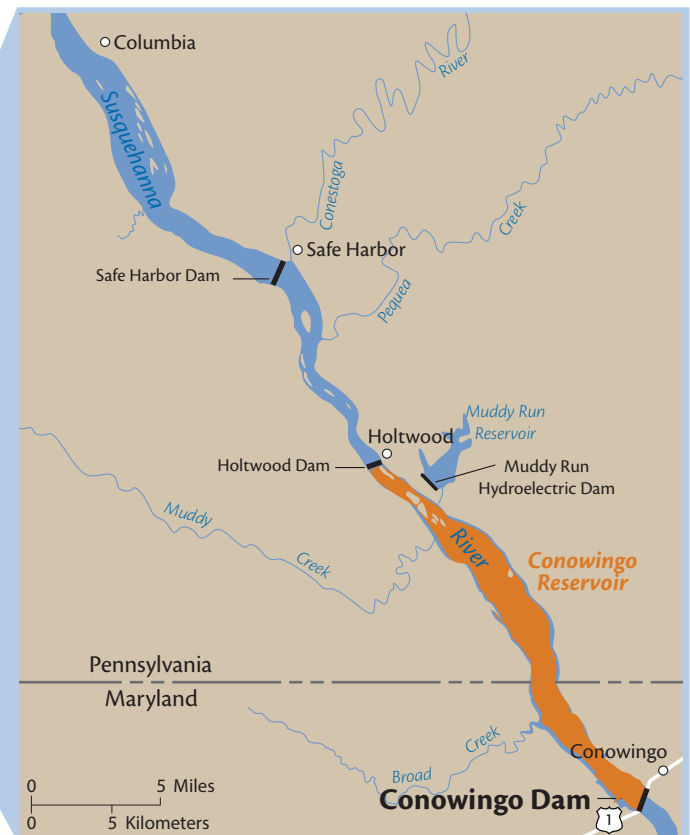 Columbia
River
Susquehanna
Conestoga
Creek
Safe Harbor
Safe Harbor Dam
Pequea
Muddy Run
Reservoir
Holtwood
Holtwood Dam
Muddy Run
Hydroelectric Dam
Muddy
Creek
River
Conowingo
Reservoir
Pennsylvania
Maryland
Creek
Conowingo
Broad
0 5 Miles
Conowingo Dam
0 5 Kilometers
1